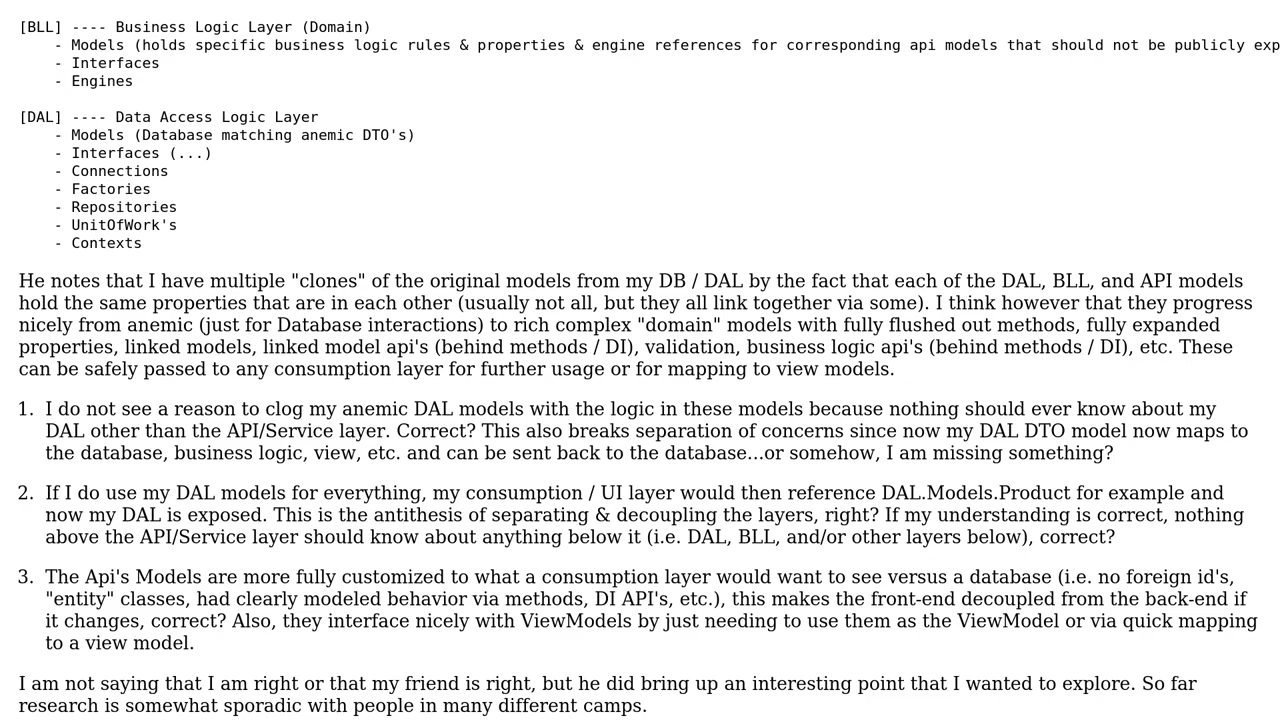 [BLL] ---- Business Logic Layer (Domain)
    - Models (holds specific business logic rules & properties & engine references for corresponding api models that should not be publicly
    - Interfaces
    - Engines

[DAL] ---- Data Access Logic Layer
    - Models (Database matching anemic DTO's)
    - Interfaces (...)
    - Connections
    - Factories
    - Repositories
    - UnitOfWork's
    - Contexts

He notes that I have multiple "clones" of the original models from my DB / DAL by the fact that each of the DAL, BLL, and API models
hold the same properties that are in each other (usually not all, but they all link together via some). I think however that they progress
nicely from anemic (just for Database interactions) to rich complex "domain" models with fully flushed out methods, fully expanded
properties, linked models, linked model api's (behind methods / DI), validation, business logic api's (behind methods / DI), etc. These
can be safely passed to any consumption layer for further usage or for mapping to view models.

1. I do not see a reason to clog my anemic DAL models with the logic in these models because nothing should ever know about my
DAL other than the API/Service layer. Correct? This also breaks separation of concerns since now my DAL DTO model now maps to
the database, business logic, view, etc. and can be sent back to the database...or somehow, I am missing something?

2. If I do use my DAL models for everything, my consumption / UI layer would then reference DAL.Models.Product for example and
now my DAL is exposed. This is the antithesis of separating & decoupling the layers, right? If my understanding is correct, nothing
above the API/Service layer should know about anything below it (i.e. DAL, BLL, and/or other layers below), correct?

3. The Api's Models are more fully customized to what a consumption layer would want to see versus a database (i.e. no foreign id's,
"entity" classes, had clearly modeled behavior via methods, DI API's, etc.), this makes the front-end decoupled from the back-end if
it changes, correct? Also, they interface nicely with ViewModels by just needing to use them as the ViewModel or via quick mapping
to a view model.

I am not saying that I am right or that my friend is right, but he did bring up an interesting point that I wanted to explore. So far
research is somewhat sporadic with people in many different camps.